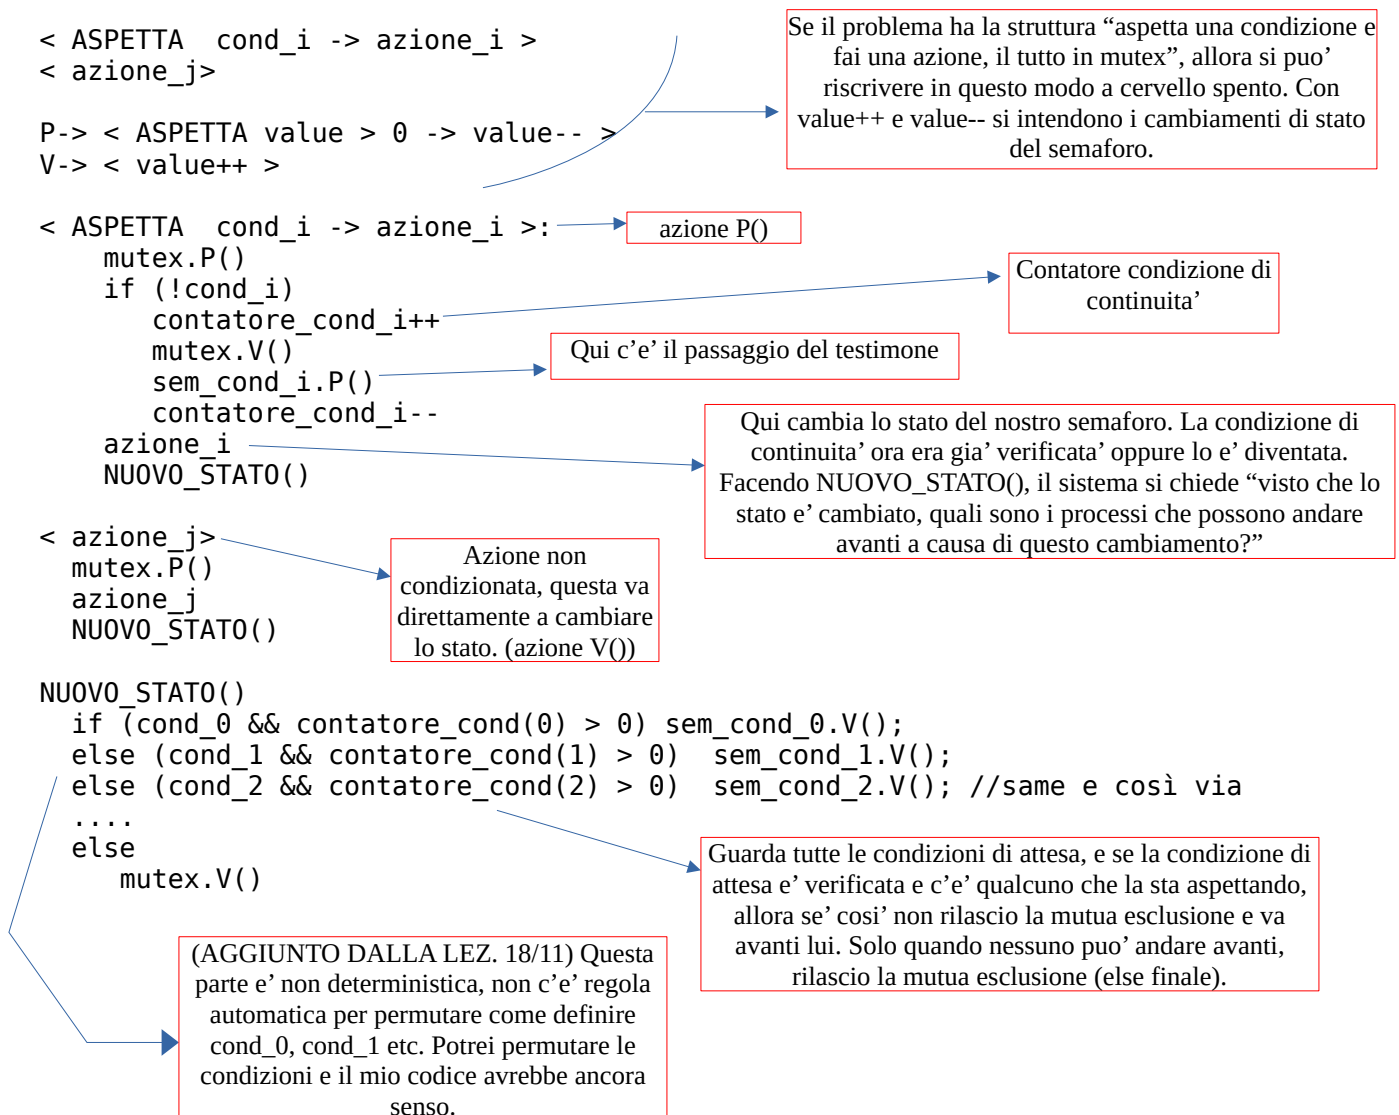 < ASPETTA  cond_i -> azione_i >
< azione_j>
Se il problema ha la struttura “aspetta una condizione e
fai una azione, il tutto in mutex”, allora si puo’
riscrivere in questo modo a cervello spento. Con
value++ e value-- si intendono i cambiamenti di stato
del semaforo.
P-> < ASPETTA value > 0 -> value-- >
V-> < value++ >
< ASPETTA  cond_i -> azione_i >:
azione P()
    mutex.P()
    if (!cond_i)
       contatore_cond_i++
Contatore condizione di
continuita’
       mutex.V()
       sem_cond_i.P()
Qui c’e’ il passaggio del testimone
       contatore_cond_i--
    azione_i
    NUOVO_STATO()
Qui cambia lo stato del nostro semaforo. La condizione di
continuita’ ora era gia’ verificata’ oppure lo e’ diventata.
Facendo NUOVO_STATO(), il sistema si chiede “visto che lo
stato e’ cambiato, quali sono i processi che possono andare
avanti a causa di questo cambiamento?”
< azione_j>
  mutex.P()
  azione_j
  NUOVO_STATO()
Azione non
condizionata, questa va
direttamente a cambiare
lo stato. (azione V())
NUOVO_STATO()
  if (cond_0 && contatore_cond(0) > 0) sem_cond_0.V();
  else (cond_1 && contatore_cond(1) > 0)  sem_cond_1.V();
  else (cond_2 && contatore_cond(2) > 0)  sem_cond_2.V(); //same e così via
  ....
  else
     mutex.V()
Guarda tutte le condizioni di attesa, e se la condizione di
attesa e’ verificata e c’e’ qualcuno che la sta aspettando,
allora se’ cosi’ non rilascio la mutua esclusione e va
avanti lui. Solo quando nessuno puo’ andare avanti,
rilascio la mutua esclusione (else finale).
(AGGIUNTO DALLA LEZ. 18/11) Questa
parte e’ non deterministica, non c’e’ regola
automatica per permutare come definire
cond_0, cond_1 etc. Potrei permutare le
condizioni e il mio codice avrebbe ancora
senso.